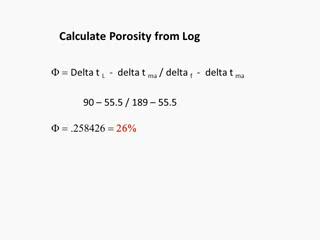 Calculate Porosity from Log
Φ = Delta t L - delta t ma / delta f - delta t ma
90 – 55.5 / 189 – 55.5
Φ = .258426 = 26%